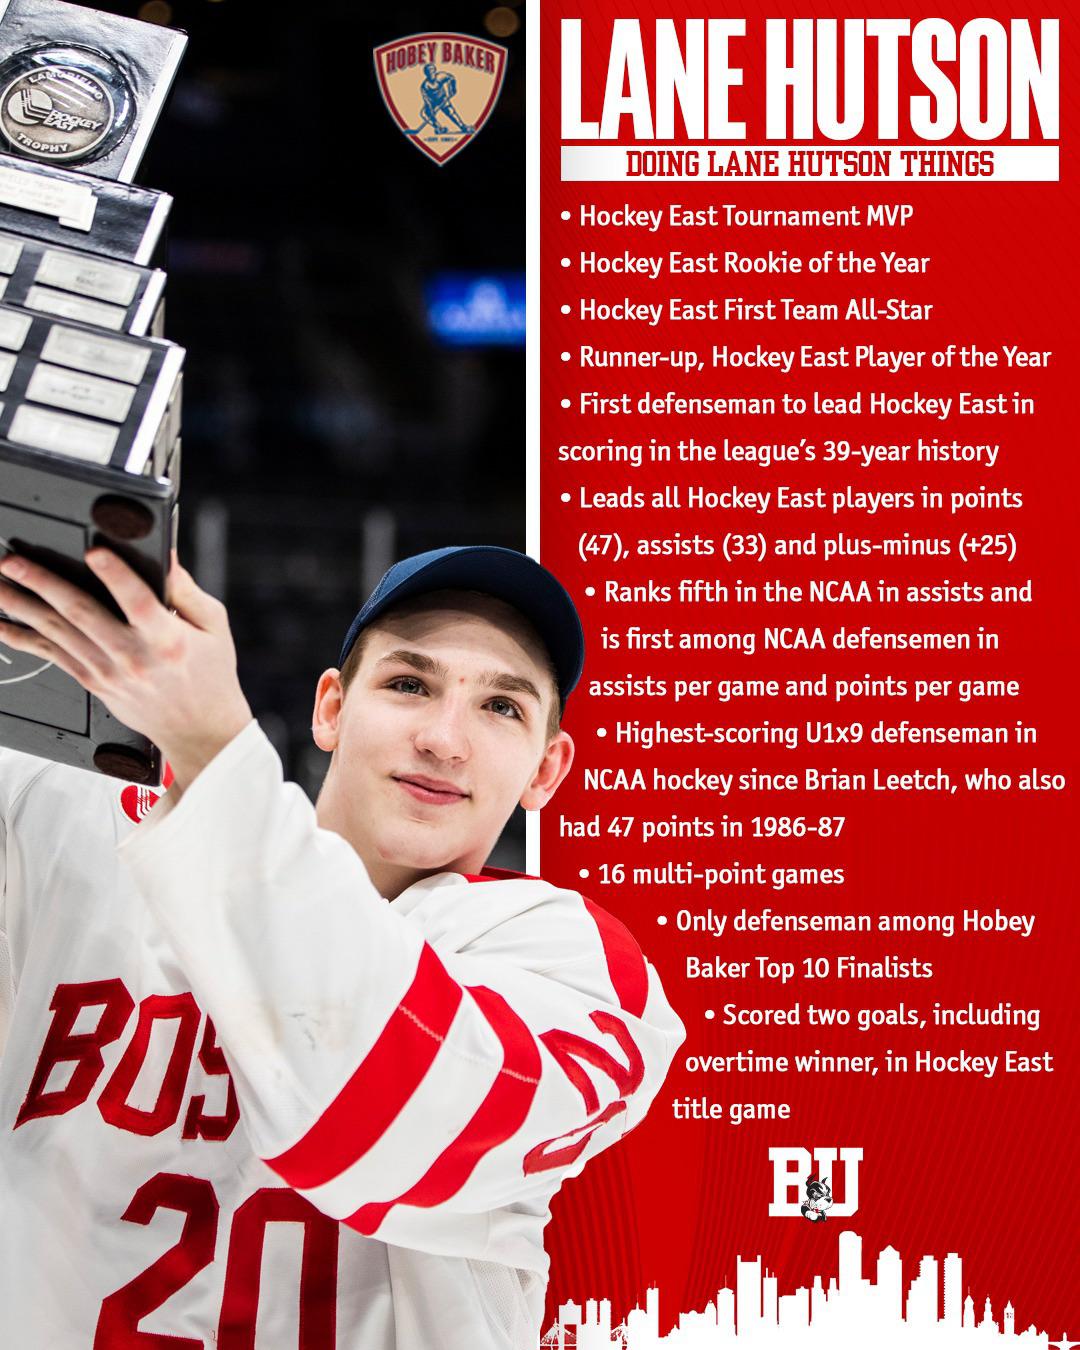 LAMORIELLO
HOCKEY
EAST
TROPHY
HOBEY BAKER
LANE HUTSON
DOING LANE HUTSON THINGS
• Hockey East Tournament MVP
• Hockey East Rookie of the Year
• Hockey East First Team All-Star
• Runner-up, Hockey East Player of the Year
• First defenseman to lead Hockey East in
scoring in the league's 39-year history
• Leads all Hockey East players in points
(47), assists (33) and plus-minus (+25)
• Ranks fifth in the NCAA in assists and
is first among NCAA defensemen in
assists per game and points per game
• Highest-scoring U1x9 defenseman in
NCAA hockey since Brian Leetch, who also
had 47 points in 1986-87
• 16 multi-point games
• Only defenseman among Hobey
Baker Top 10 Finalists
• Scored two goals, including
overtime winner, in Hockey East
title game
BOS
20
20
BU